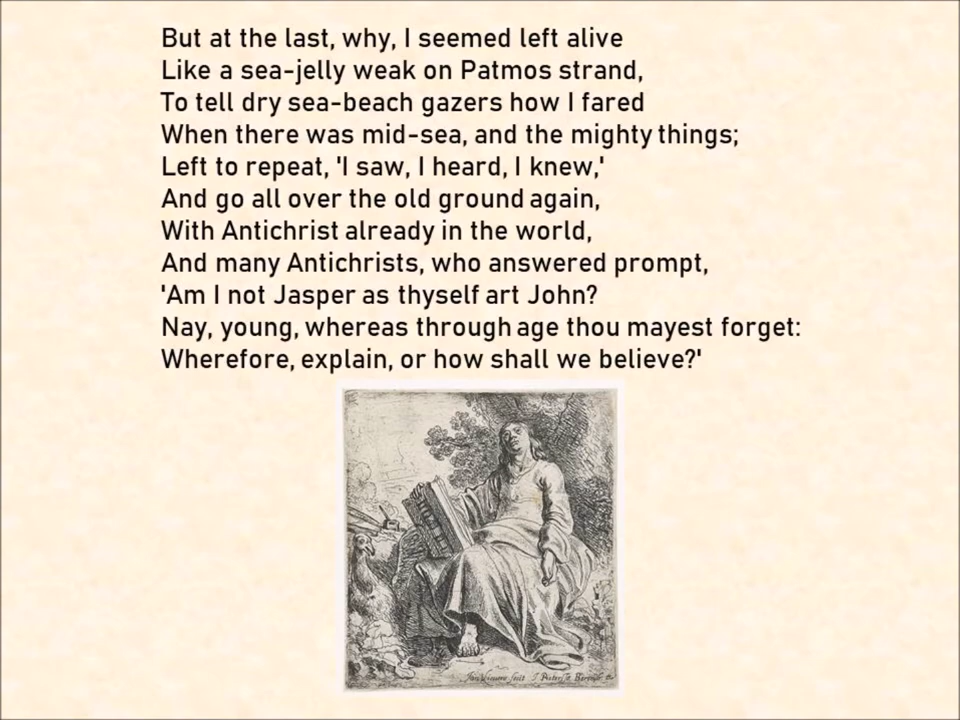 But at the last, why, I seemed left alive
Like a sea-jelly weak on Patmos strand,
To tell dry sea-beach gazers how I fared
When there was mid-sea, and the mighty things;
Left to repeat, 'I saw, I heard, I knew,'
And go all over the old ground again,
With Antichrist already in the world,
And many Antichrists, who answered prompt,
'Am I not Jasper as thyself art John?
Nay, young, whereas through age thou mayest forget:
Wherefore, explain, or how shall we believe?'